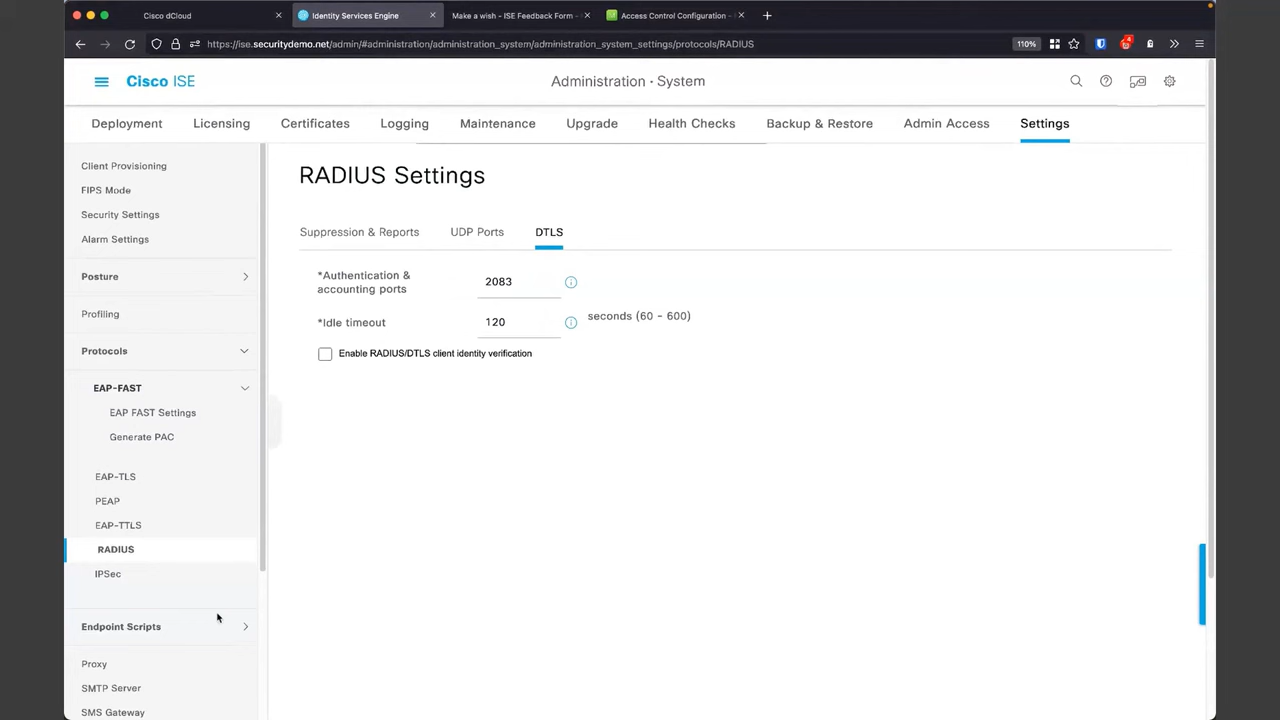 Cisco dCloud
Identity Services Engine
Make a wish - ISE Feedback Form -
Access Control Configuration -
https://ise.securitydemo.net/admin/#administration/administration_system/administration_system_settings/protocols/RADIUS
110%
4
Cisco ISE
Administration · System
Deployment
Licensing
Certificates
Logging
Maintenance
Upgrade
Health Checks
Backup & Restore
Admin Access
Settings
Client Provisioning
FIPS Mode
Security Settings
Alarm Settings
Posture
Profiling
Protocols
EAP-FAST
EAP FAST Settings
Generate PAC
EAP-TLS
PEAP
EAP-TTLS
RADIUS
IPSec
Endpoint Scripts
Proxy
SMTP Server
SMS Gateway
RADIUS Settings
Suppression & Reports
UDP Ports
DTLS
*Authentication &
accounting ports
2083
*Idle timeout
120
seconds (60 - 600)
Enable RADIUS/DTLS client identity verification